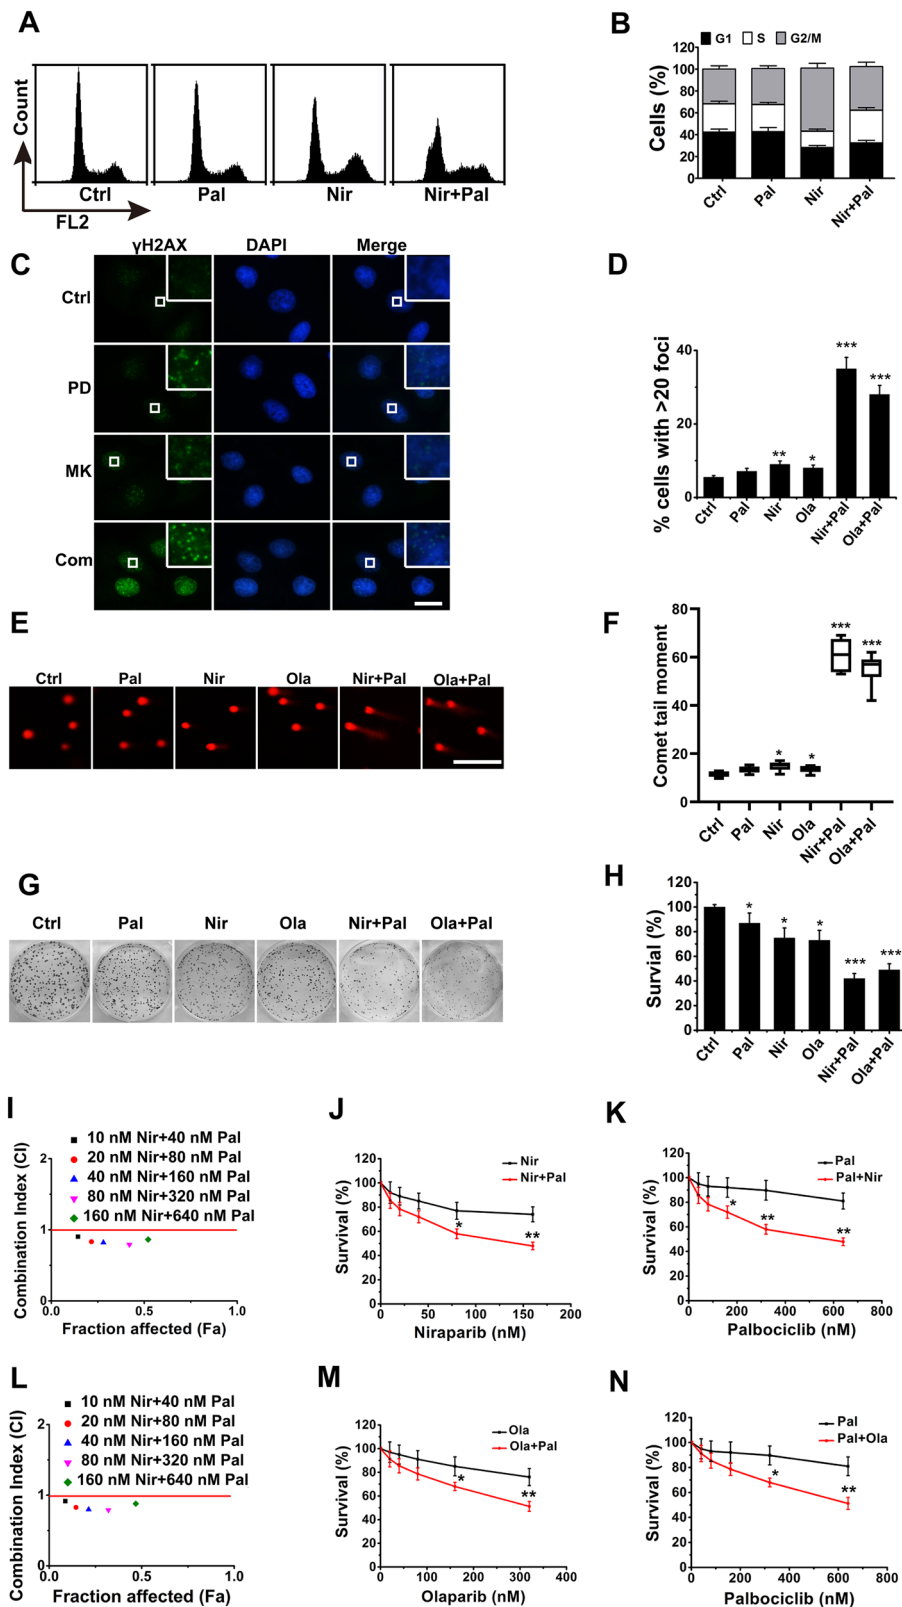 A
Count
FL2
Ctrl
Pal
Nir
Nir+Pal
B
G1 S G2/M
Cells (%)
120
100
80
60
40
20
0
Ctrl
Pal
Nir
Nir+Pal
C
γH2AX DAPI Merge
Ctrl
PD
MK
Com
D
% cells with >20 foci
40
20
0
** * *** ***
Ctrl
Pal
Nir
Ola
Nir+Pal
Ola+Pal
E
Ctrl Pal Nir Ola Nir+Pal Ola+Pal
F
Comet tail moment
80
60
40
20
0
* * *** ***
Ctrl
Pal
Nir
Ola
Nir+Pal
Ola+Pal
G
Ctrl Pal Nir Ola Nir+Pal Ola+Pal
H
Survial (%)
120
100
80
60
40
20
0
* * * *** ***
Ctrl
Pal
Nir
Ola
Nir+Pal
Ola+Pal
I
Combination Index (CI)
2
1
0
10 nM Nir+40 nM Pal
20 nM Nir+80 nM Pal
40 nM Nir+160 nM Pal
80 nM Nir+320 nM Pal
160 nM Nir+640 nM Pal
0.0 0.5 1.0
Fraction affected (Fa)
J
Survival (%)
120
100
80
60
40
20
0
Nir
Nir+Pal
* **
0 50 100 150 200
Niraparib (nM)
K
Survival (%)
120
100
80
60
40
20
0
Pal
Pal+Nir
* ** **
0 200 400 600 800
Palbociclib (nM)
L
Combination Index (CI)
2
1
0
10 nM Nir+40 nM Pal
20 nM Nir+80 nM Pal
40 nM Nir+160 nM Pal
80 nM Nir+320 nM Pal
160 nM Nir+640 nM Pal
0.0 0.5 1.0
Fraction affected (Fa)
M
Survival (%)
120
100
80
60
40
20
0
Ola
Ola+Pal
* **
0 100 200 300 400
Olaparib (nM)
N
Survival (%)
120
100
80
60
40
20
0
Pal
Pal+Ola
* **
0 200 400 600 800
Palbociclib (nM)